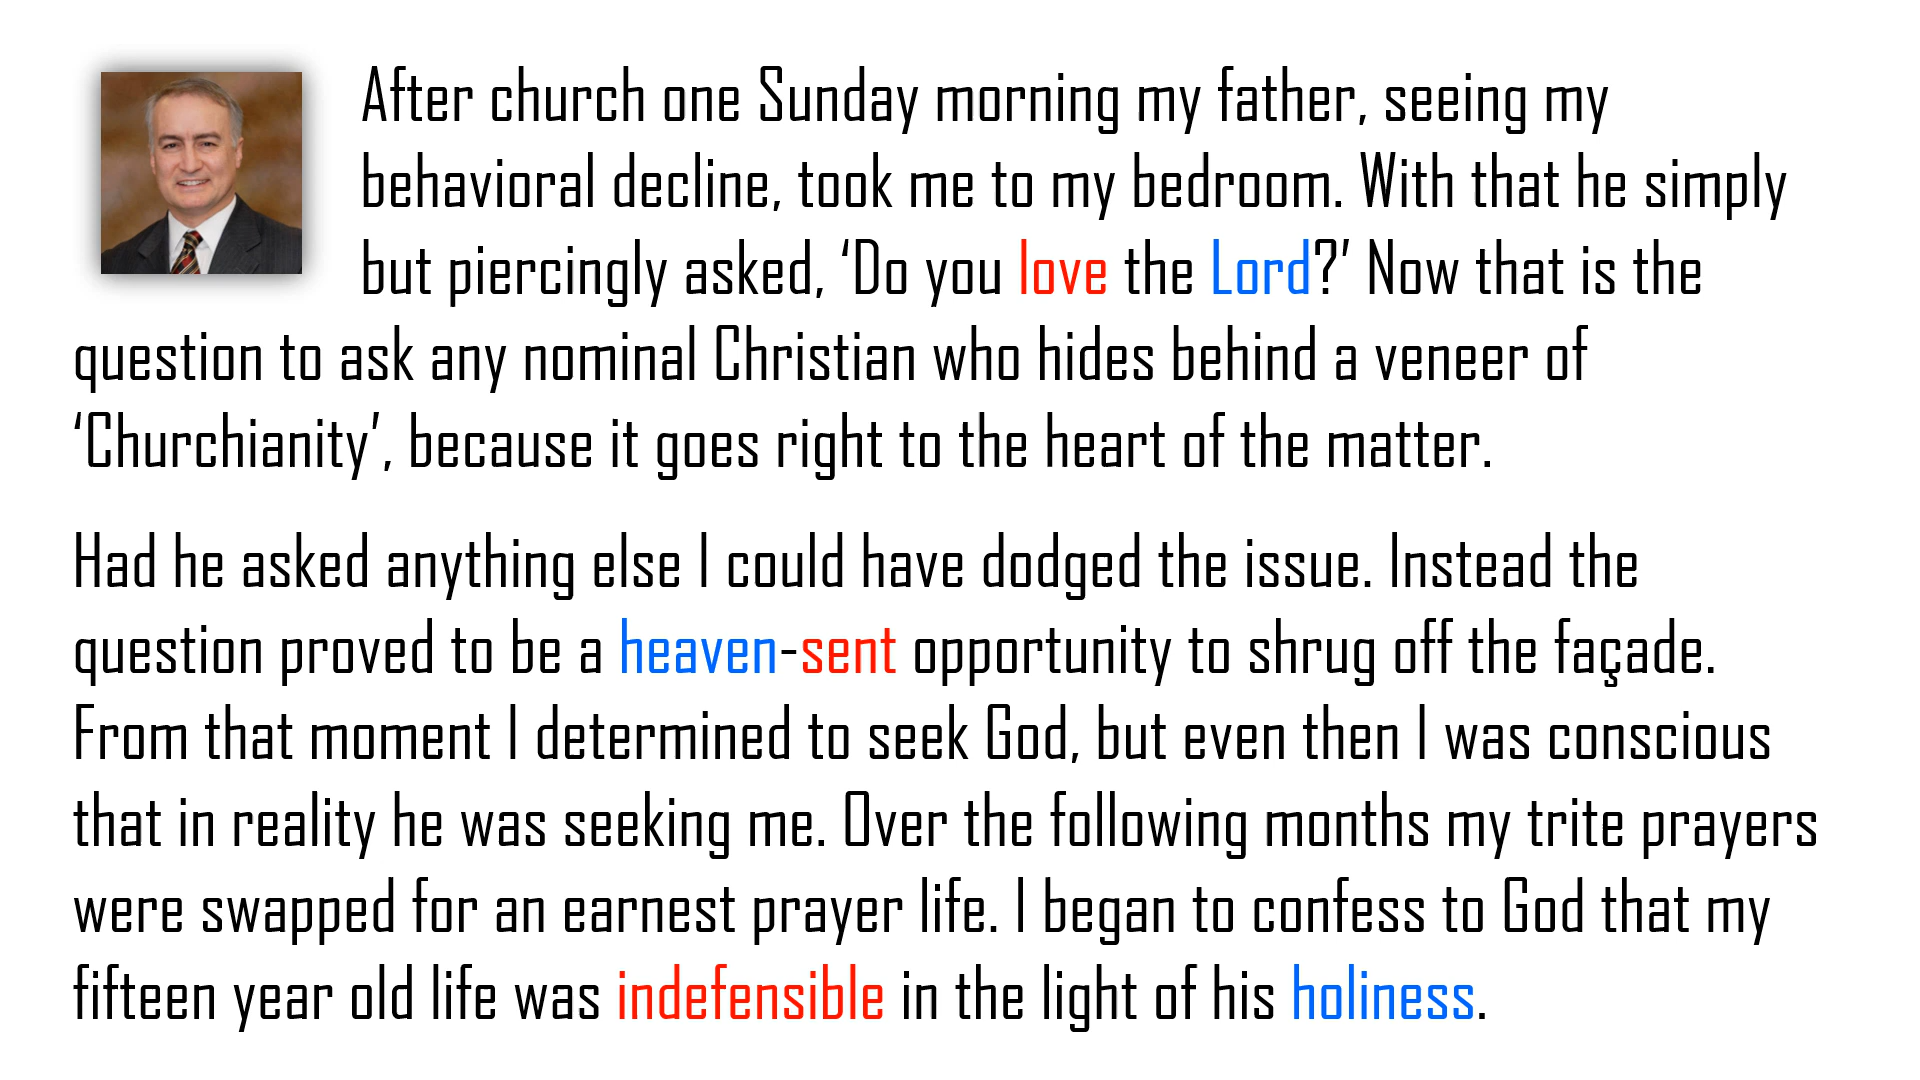 After church one Sunday morning my father, seeing my
behavioral decline, took me to my bedroom. With that he simply
but piercingly asked, ‘Do you love the Lord?’ Now that is the
question to ask any nominal Christian who hides behind a veneer of
‘Churchianity’, because it goes right to the heart of the matter.
Had he asked anything else I could have dodged the issue. Instead the
question proved to be a heaven-sent opportunity to shrug off the façade.
From that moment I determined to seek God, but even then I was conscious
that in reality he was seeking me. Over the following months my trite prayers
were swapped for an earnest prayer life. I began to confess to God that my
fifteen year old life was indefensible in the light of his holiness.